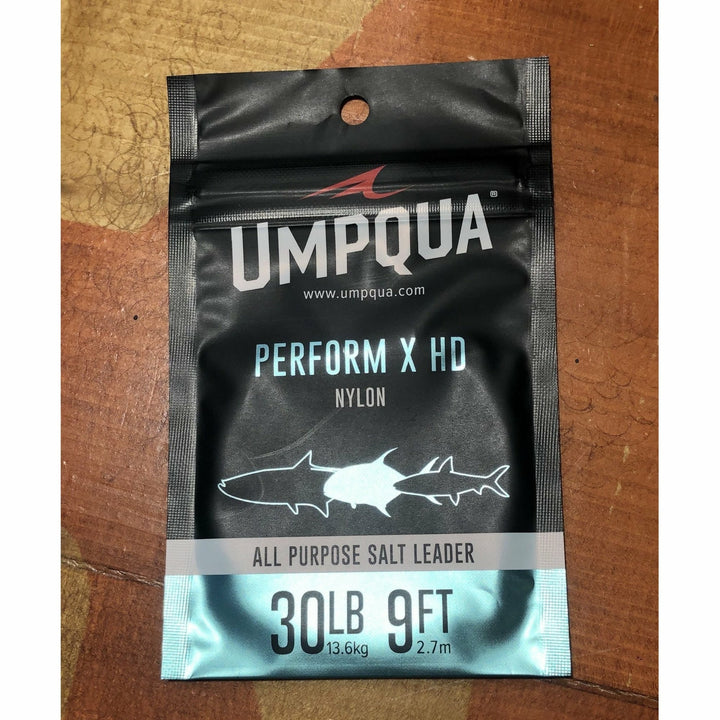 UMPQUA®
www.umpqua.com
PERFORM X HD
NYLON
ALL PURPOSE SALT LEADER
30LB 9FT
13.6kg 2.7m